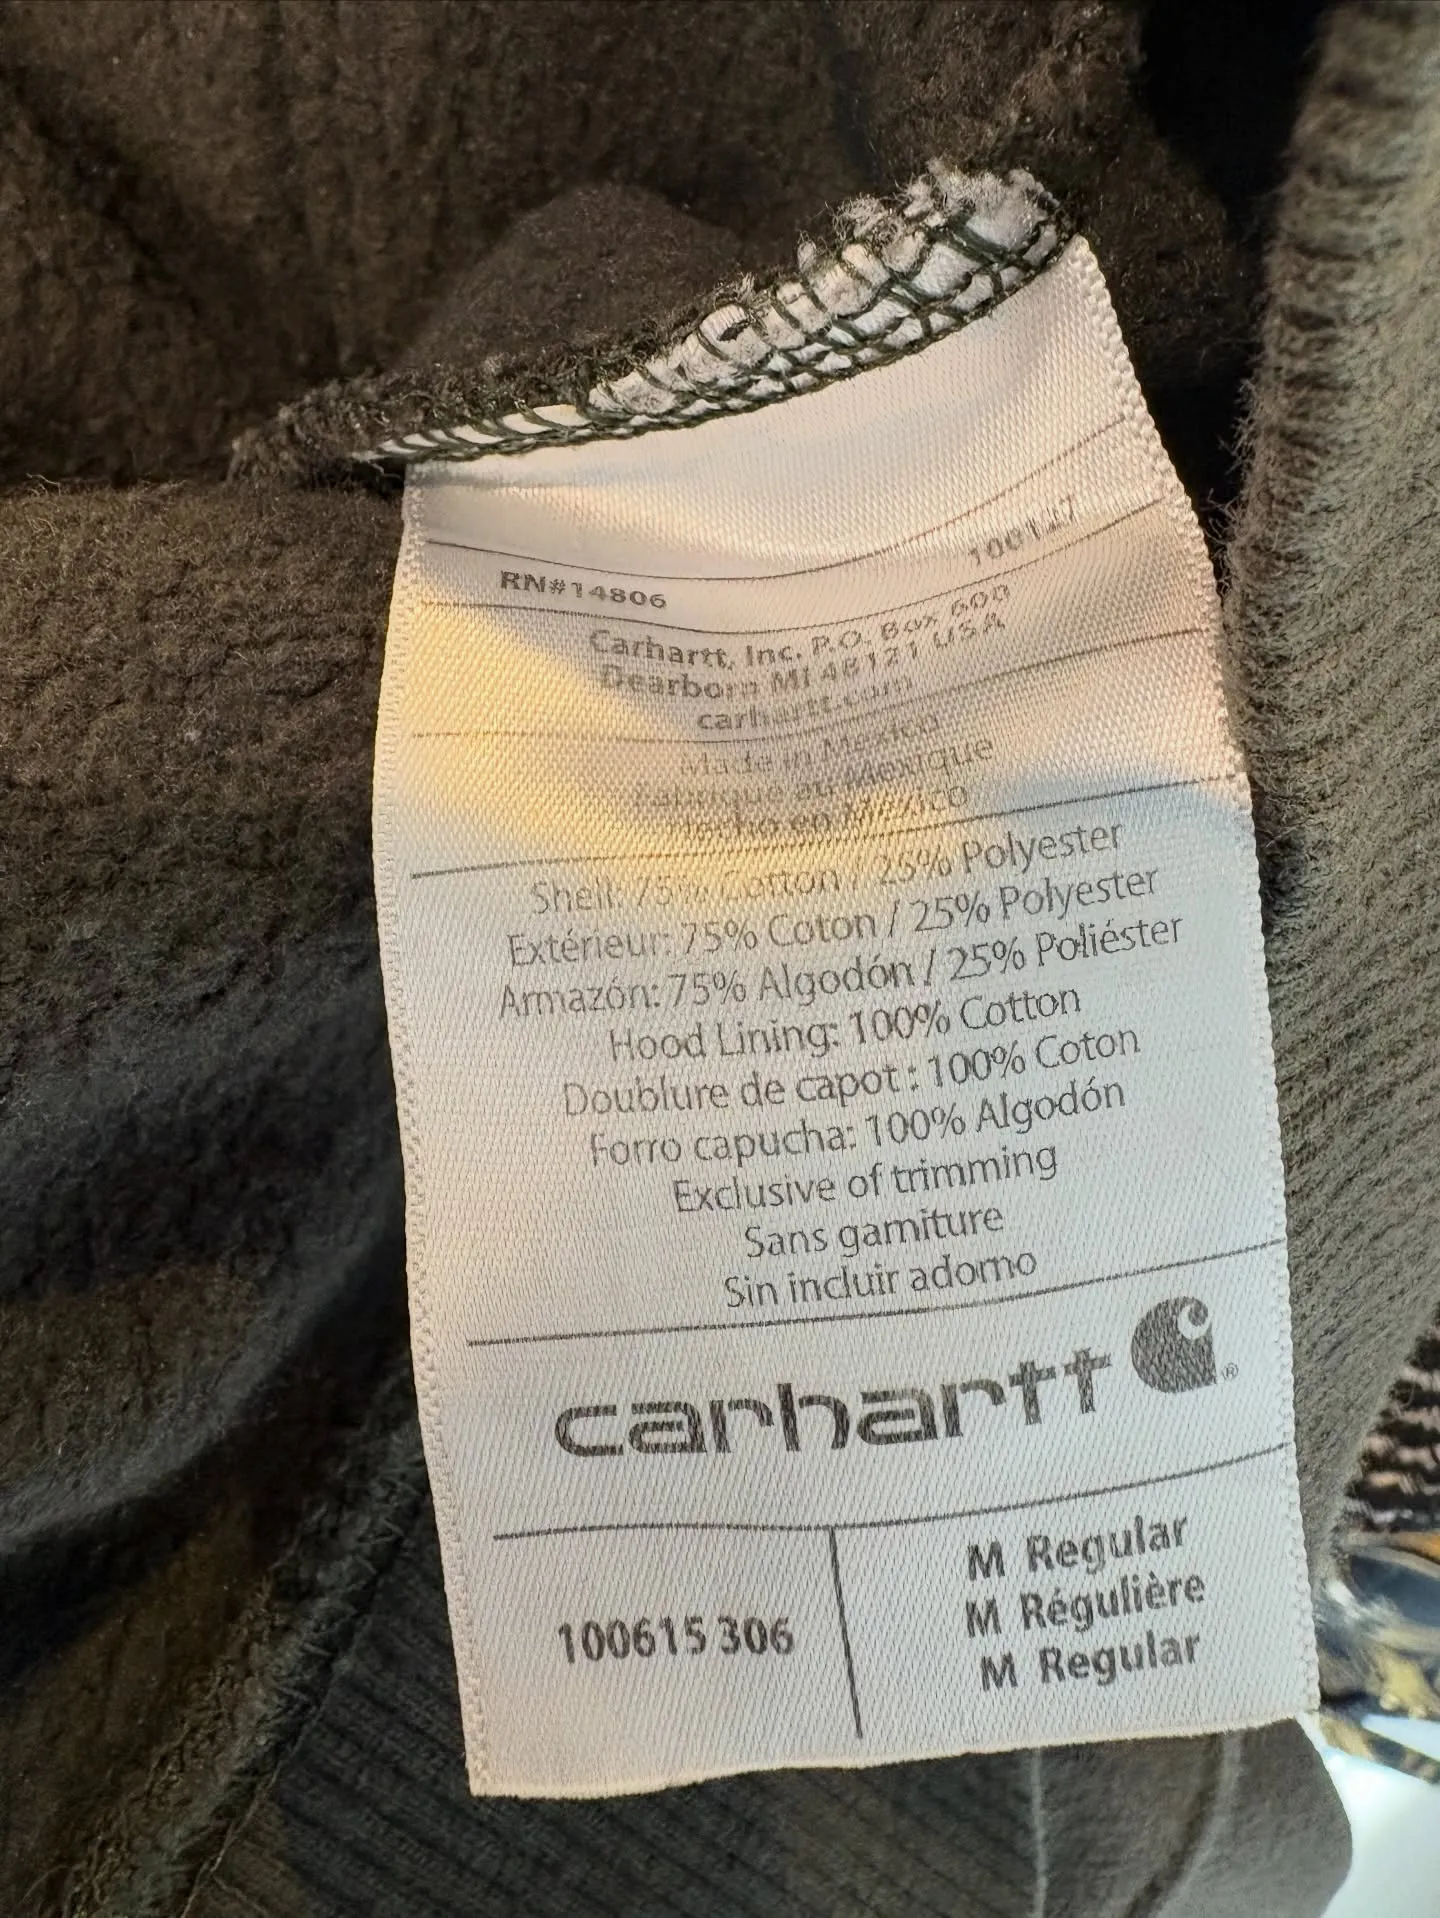 RN#14806
Carhartt, Inc. P.O. Box 600
Dearborn MI 48121 USA
carhartt.com
Made in Mexico
Fabriqué au Mexique
Hecho en México
Shell: 75% Cotton / 25% Polyester
Extérieur: 75% Coton / 25% Polyester
Armazón: 75% Algodón / 25% Poliéster
Hood Lining: 100% Cotton
Doublure de capot : 100% Coton
Forro capucha: 100% Algodón
Exclusive of trimming
Sans garniture
Sin incluir adorno
carhartt ®
100615 306
M Regular
M Régulière
M Regular